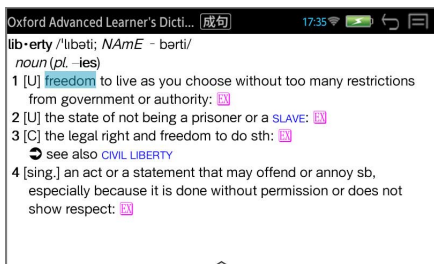 Oxford Advanced Learner's Dicti... 成句 17:35
lib•erty /'lɪbəti; NAmE - bərti/
noun (pl. –ies)
1 [U] freedom to live as you choose without too many restrictions
from government or authority: EX
2 [U] the state of not being a prisoner or a SLAVE: EX
3 [C] the legal right and freedom to do sth: EX
➲ see also CIVIL LIBERTY
4 [sing.] an act or a statement that may offend or annoy sb,
especially because it is done without permission or does not
show respect: EX